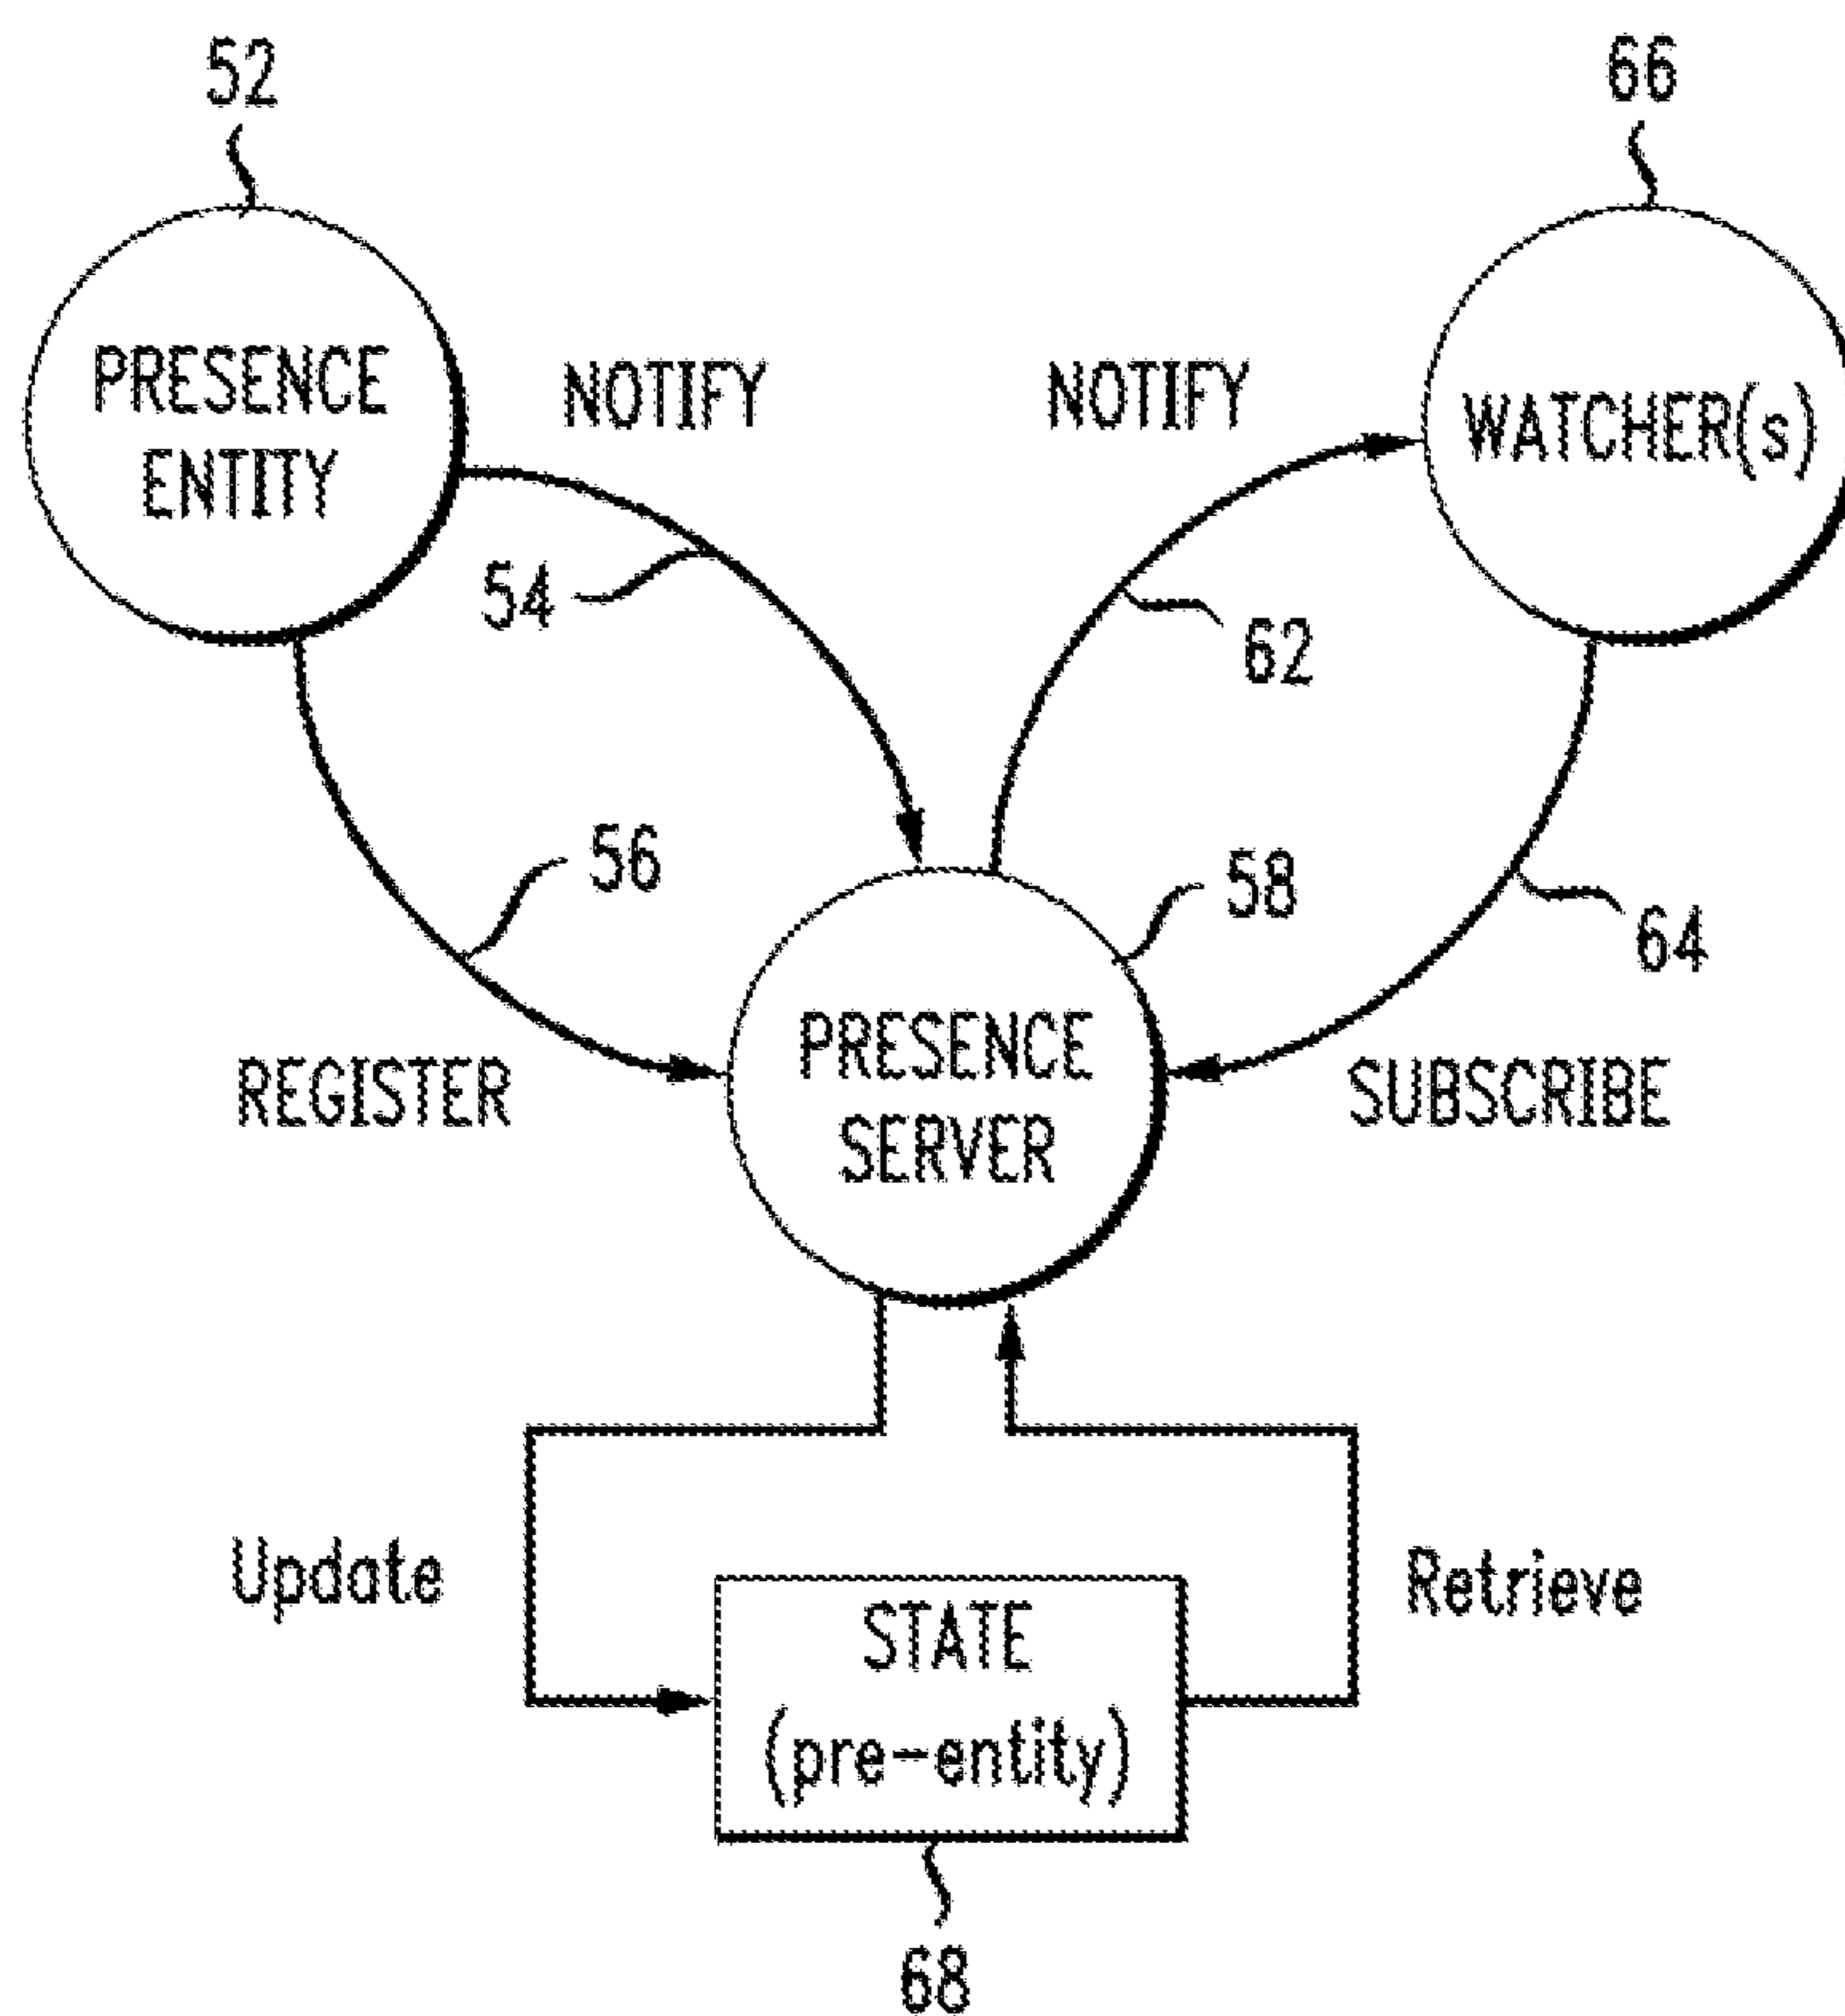 52
66
PRESENCE
ENTITY
NOTIFY
NOTIFY
WATCHER(s)
54
62
56
58
64
REGISTER
PRESENCE
SERVER
SUBSCRIBE
Update
Retrieve
STATE
(pre-entity)
68